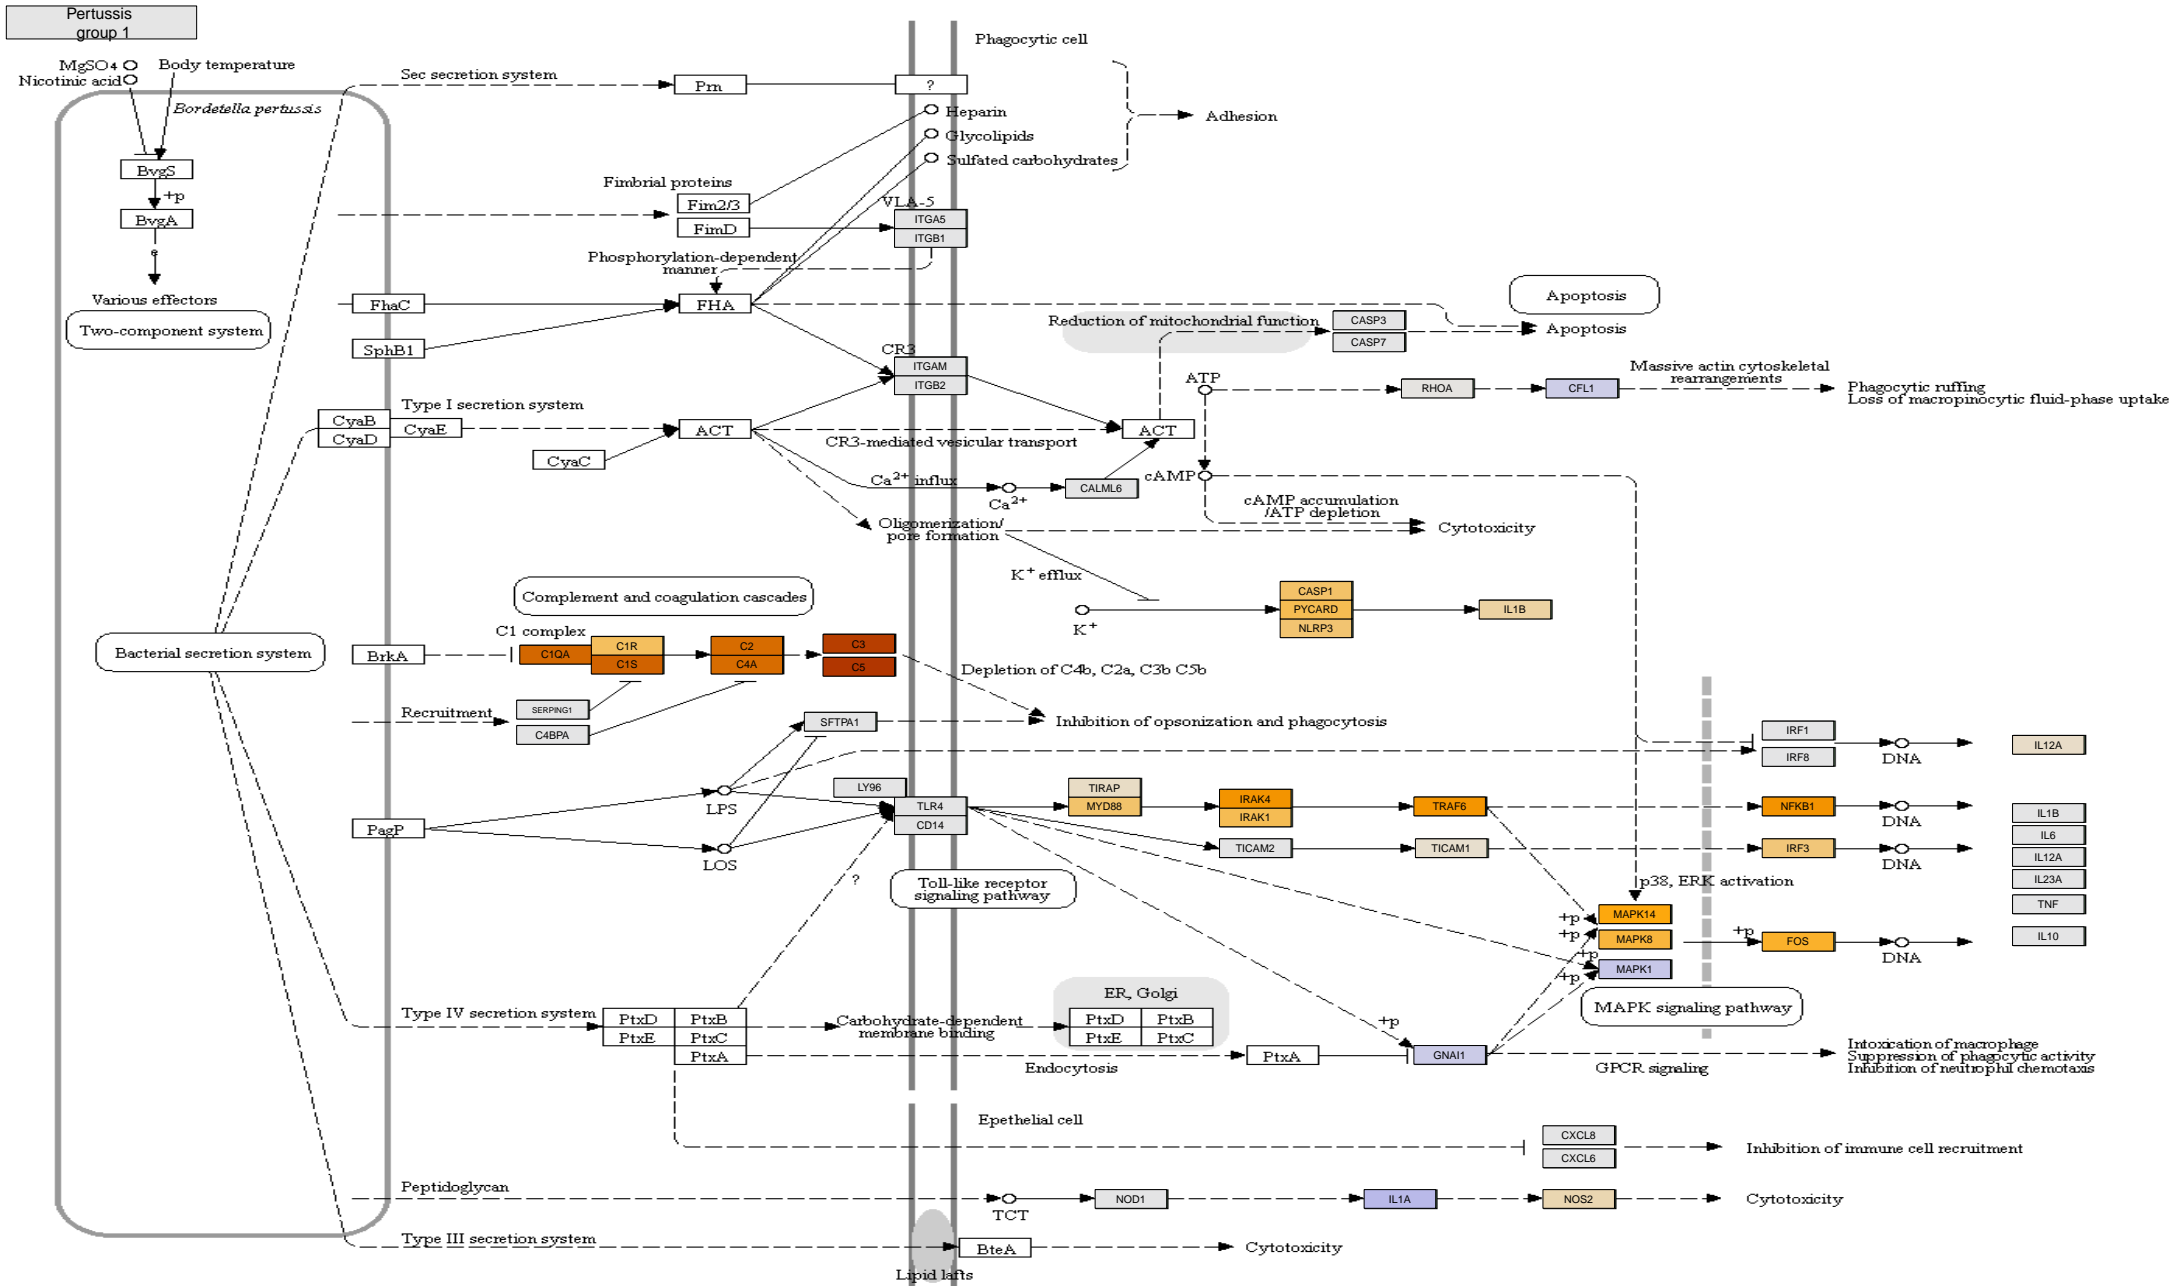 Pertussis
group 1
MgSO4
Nicotinic acid
Body temperature
Bordetella pertussis
BvgS
+p
BvgA
e
Various effectors
Two-component system
Bacterial secretion system
Phagocytic cell
Sec secretion system
Prn
?
Heparin
Glycolipids
Sulfated carbohydrates
Adhesion
Fimbrial proteins
Fim2/3
FimD
VLA-5
ITGA5
ITGB1
Phosphorylation-dependent
manner
FhaC
FHA
SphB1
Apoptosis
Reduction of mitochondrial function
CASP3
CASP7
Apoptosis
CR3
ITGAM
ITGB2
ATP
RHOA
CFL1
Massive actin cytoskeletal
rearrangements
Phagocytic ruffing
Loss of macropinocytic fluid-phase uptake
Type I secretion system
CyaB
CyaD
CyaE
ACT
CyaC
CR3-mediated vesicular transport
ACT
Ca2+ influx
Ca2+
CALML6
cAMP
cAMP accumulation
/ATP depletion
Cytotoxicity
Oligomerization/
pore formation
K+ efflux
K+
CASP1
PYCARD
NLRP3
IL1B
Complement and coagulation cascades
C1 complex
BrkA
C1QA
C1R
C1S
C2
C4A
C3
C5
Depletion of C4b, C2a, C3b C5b
Recruitment
SERPING1
C4BPA
SFTPA1
Inhibition of opsonization and phagocytosis
IRF1
IRF8
DNA
IL12A
LPS
LY96
TLR4
CD14
TIRAP
MYD88
IRAK4
IRAK1
TRAF6
NFKB1
DNA
PagP
LOS
TICAM2
TICAM1
IRF3
DNA
IL1B
IL6
IL12A
IL23A
TNF
IL10
?
Toll-like receptor
signaling pathway
p38, ERK activation
+p
MAPK14
+p
MAPK8
+p
FOS
DNA
+p
+p
MAPK1
MAPK signaling pathway
Type IV secretion system
PtxD
PtxB
PtxE
PtxC
PtxA
Carbohydrate-dependent
membrane binding
ER, Golgi
PtxD
PtxB
PtxE
PtxC
Endocytosis
PtxA
+p
GNAI1
GPCR signaling
Intoxication of macrophage
Suppression of phagocytic activity
Inhibition of neutrophil chemotaxis
Epethelial cell
CXCL8
CXCL6
Inhibition of immune cell recruitment
Peptidoglycan
TCT
NOD1
IL1A
NOS2
Cytotoxicity
Type III secretion system
BteA
Cytotoxicity
Lipid lafts